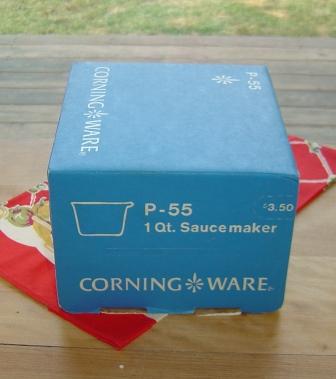 CORNING WARE
P-55
P-55
1 Qt. Saucemaker
$3.50
CORNING WARE®